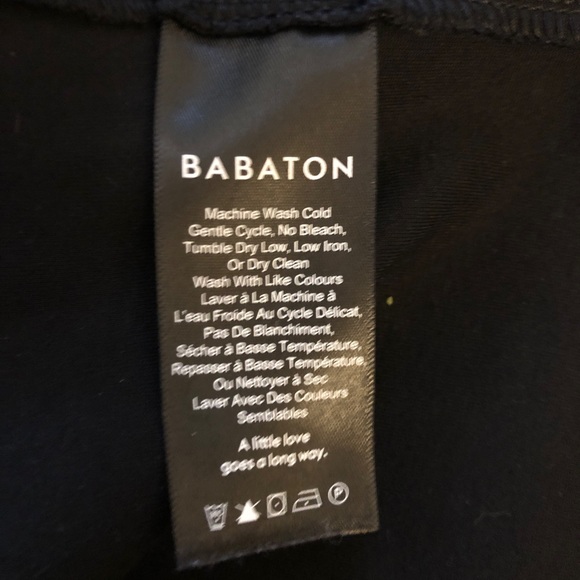 BABATON
Machine Wash Cold
Gentle Cycle, No Bleach,
Tumble Dry Low, Low Iron,
Or Dry Clean
Wash With Like Colours
Laver à La Machine à
L'eau Froide Au Cycle Délicat,
Pas De Blanchiment,
Sécher à Basse Température,
Repasser à Basse Température,
Ou Nettoyer à Sec
Laver Avec Des Couleurs
Semblables
A little love
goes a long way.
P